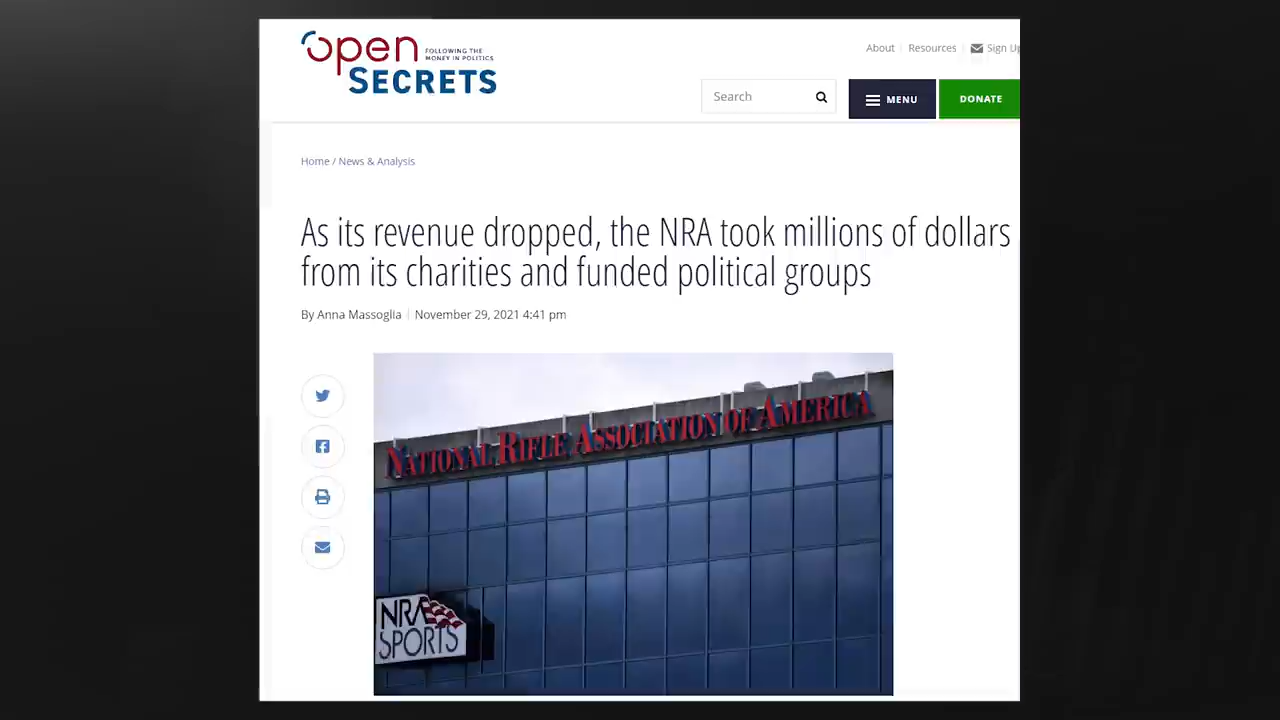 open
FOLLOWING THE
MONEY IN POLITICS
SECRETS
About
Resources
Sign Up
Search
MENU
DONATE
Home / News & Analysis
As its revenue dropped, the NRA took millions of dollars
from its charities and funded political groups
By Anna Massoglia
November 29, 2021 4:41 pm
NATIONAL RIFLE ASSOCIATION OF AMERICA
NRA
SPORTS